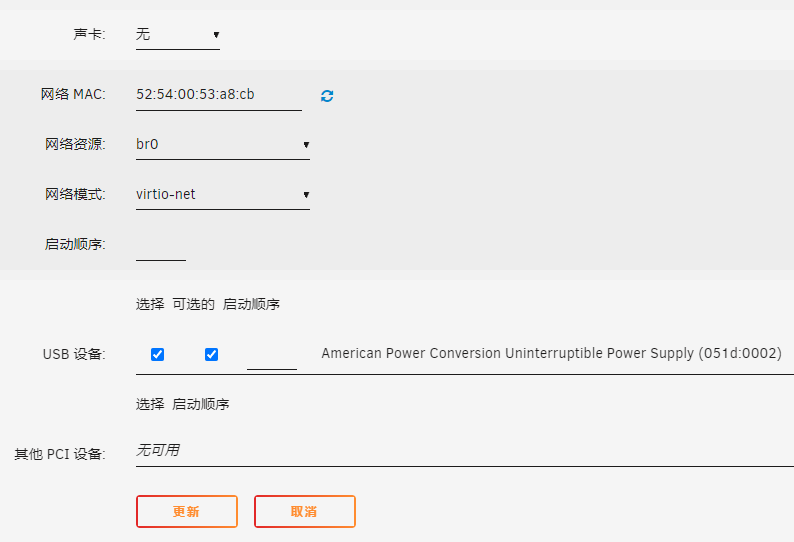 声卡: 无
网络 MAC: 52:54:00:53:a8:cb
网络资源: br0
网络模式: virtio-net
启动顺序:
选择 可选的 启动顺序
USB 设备: American Power Conversion Uninterruptible Power Supply (051d:0002)
选择 启动顺序
其他 PCI 设备: 无可用
更新 取消